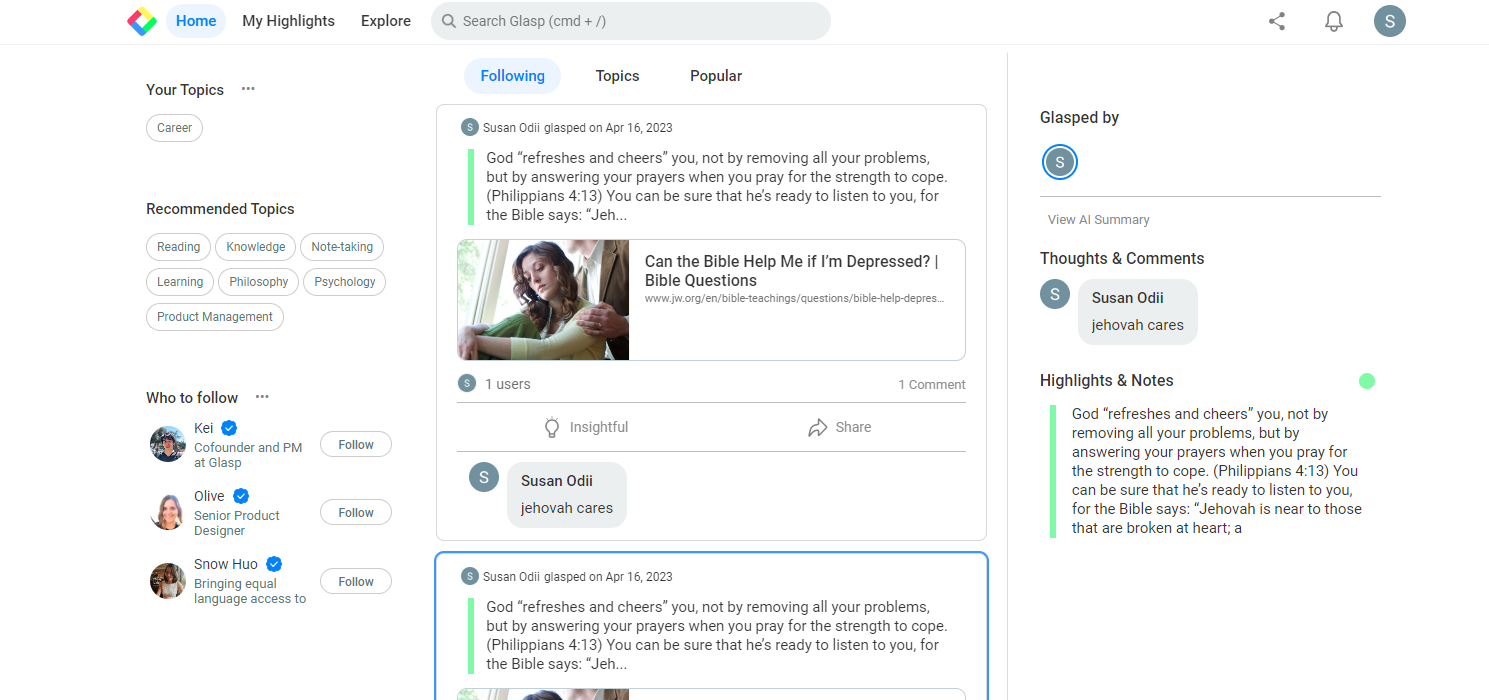 Home My Highlights Explore Search Glasp (cmd + /) S
Your Topics ...
Career
Recommended Topics
Reading Knowledge Note-taking
Learning Philosophy Psychology
Product Management
Who to follow ...
Kei
Cofounder and PM
at Glasp
Follow
Olive
Senior Product
Designer
Follow
Snow Huo
Bringing equal
language access to
Follow
Following Topics Popular
S Susan Odii glasped on Apr 16, 2023
God “refreshes and cheers” you, not by removing all your problems,
but by answering your prayers when you pray for the strength to cope.
(Philippians 4:13) You can be sure that he’s ready to listen to you, for
the Bible says: “Jeh...
Can the Bible Help Me if I’m Depressed? |
Bible Questions
www.jw.org/en/bible-teachings/questions/bible-help-depres...
S 1 users 1 Comment
Insightful Share
S Susan Odii
jehovah cares
S Susan Odii glasped on Apr 16, 2023
God “refreshes and cheers” you, not by removing all your problems,
but by answering your prayers when you pray for the strength to cope.
(Philippians 4:13) You can be sure that he’s ready to listen to you, for
the Bible says: “Jeh...
Glasped by
S
View AI Summary
Thoughts & Comments
S Susan Odii
jehovah cares
Highlights & Notes
God “refreshes and cheers” you, not by
removing all your problems, but by
answering your prayers when you pray for
the strength to cope. (Philippians 4:13) You
can be sure that he’s ready to listen to you,
for the Bible says: “Jehovah is near to those
that are broken at heart; a